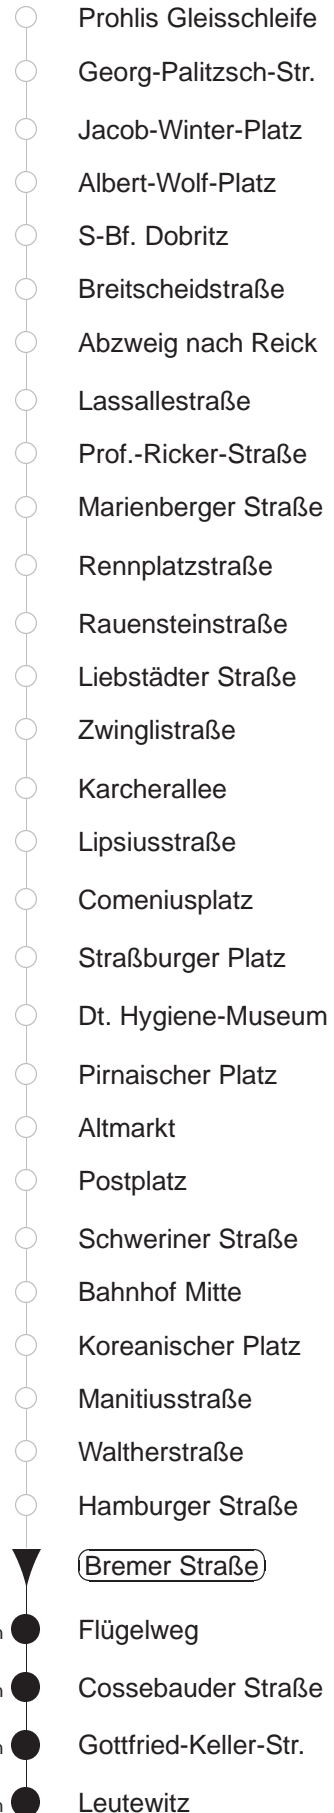 Prohlis Gleisschleife
Georg-Palitzsch-Str.
Jacob-Winter-Platz
Albert-Wolf-Platz
S-Bf. Dobritz
Breitscheidstraße
Abzweig nach Reick
Lassallestraße
Prof.-Ricker-Straße
Marienberger Straße
Rennplatzstraße
Rauensteinstraße
Liebstädter Straße
Zwinglistraße
Karcherallee
Lipsiusstraße
Comeniusplatz
Straßburger Platz
Dt. Hygiene-Museum
Pirnaischer Platz
Altmarkt
Postplatz
Schweriner Straße
Bahnhof Mitte
Koreanischer Platz
Manitiusstraße
Waltherstraße
Hamburger Straße
Bremer Straße
Flügelweg
Cossebauder Straße
Gottfried-Keller-Str.
Leutewitz